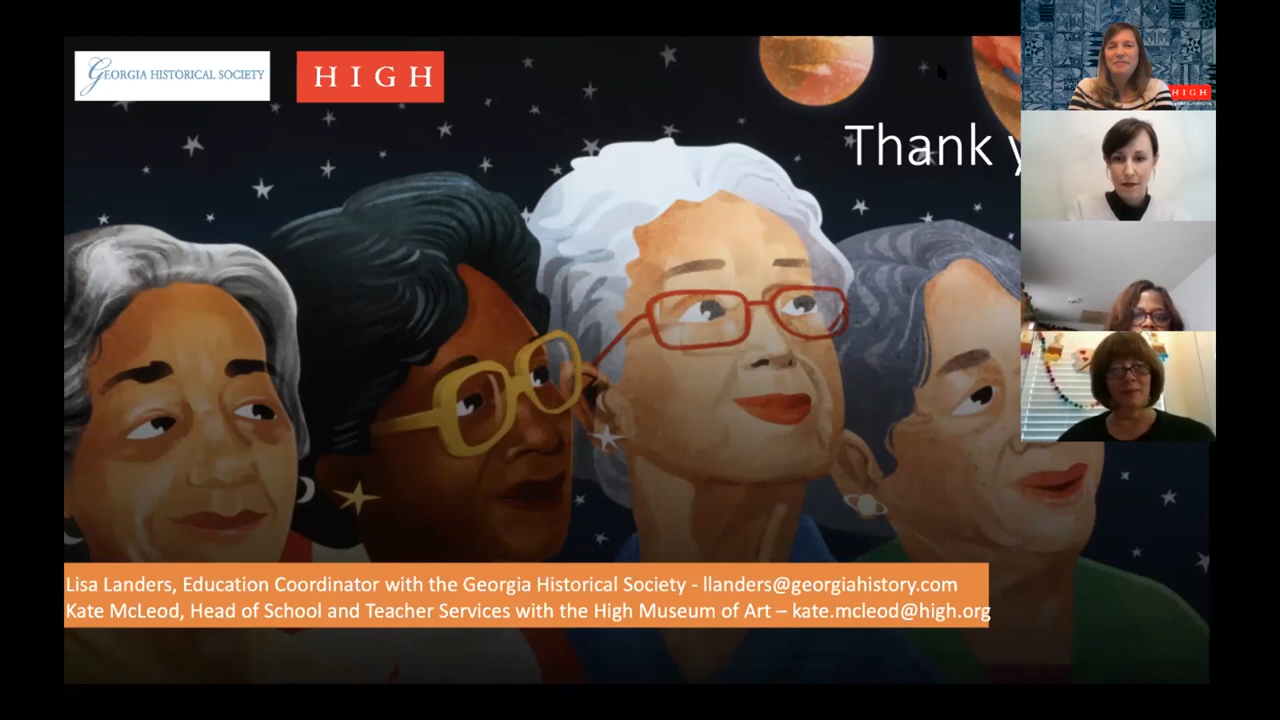 GEORGIA HISTORICAL SOCIETY
HIGH
HIGH
Thank
Lisa Landers, Education Coordinator with the Georgia Historical Society - llanders@georgiahistory.com
Kate McLeod, Head of School and Teacher Services with the High Museum of Art – kate.mcleod@high.org